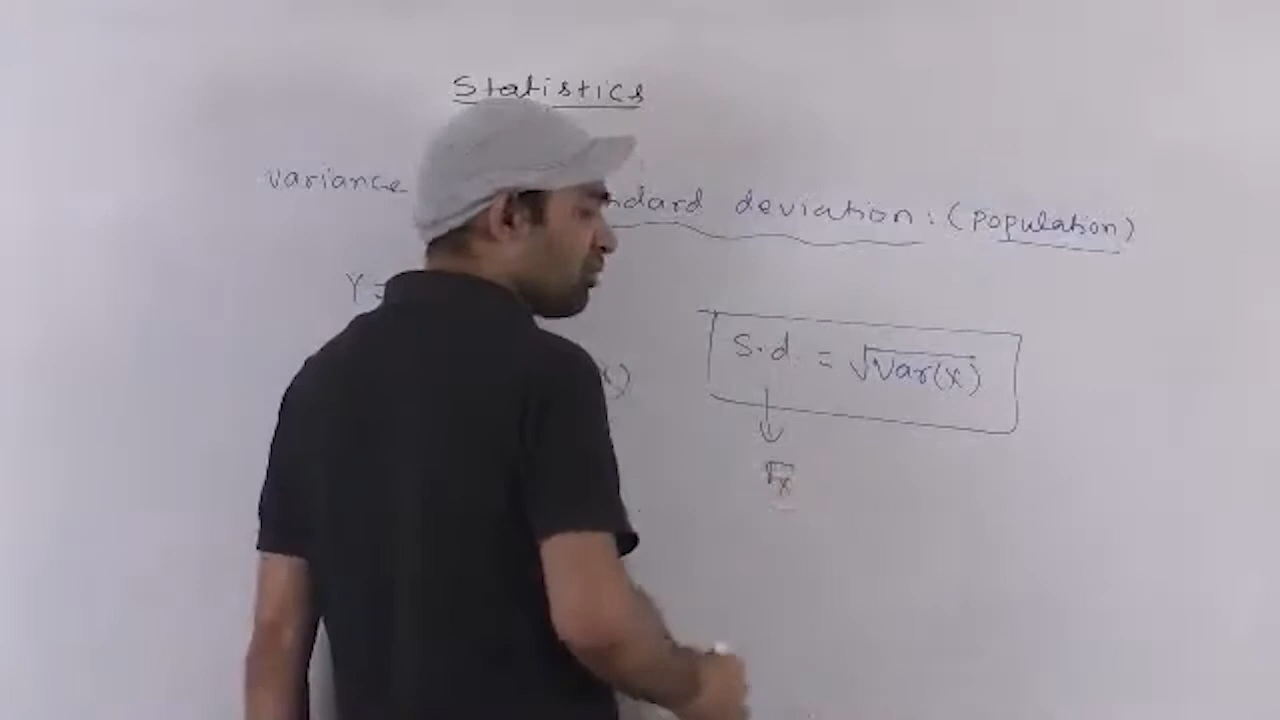 Statistics
variance ndard deviation : (population)
Y =
x)
S.d. = √Var(x)